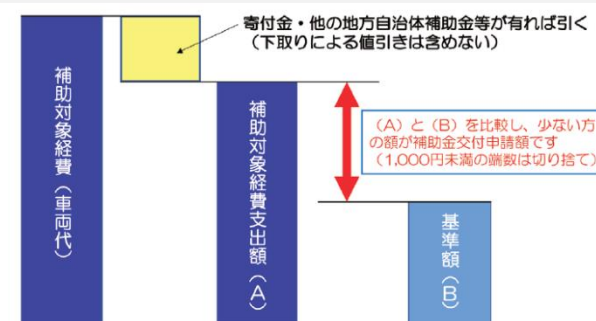 寄付金・他の地方自治体補助金等が有れば引く
（下取りによる値引きは含めない）
補助対象経費（車両代）
補助対象経費支出額（A）
（A）と（B）を比較し、少ない方
の額が補助金交付申請額です
（1,000円未満の端数は切り捨て）
基準額（B）